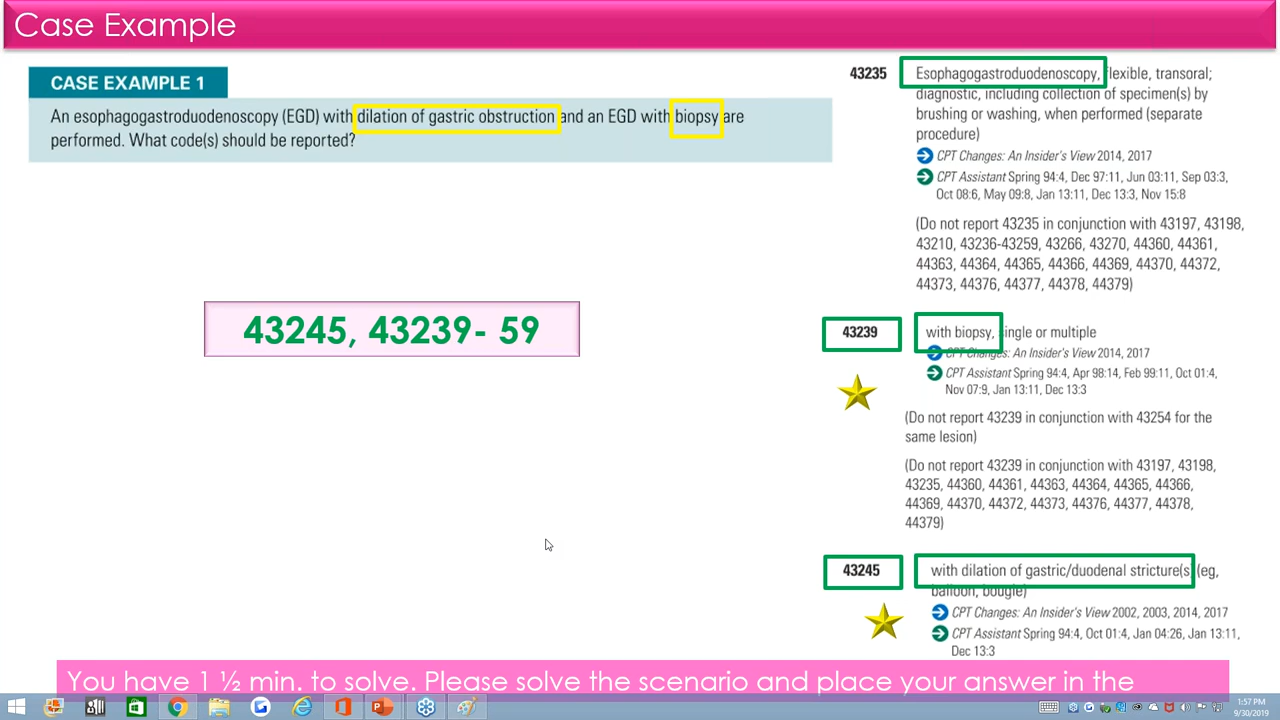 Case Example
CASE EXAMPLE 1
An esophagogastroduodenoscopy (EGD) with dilation of gastric obstruction and an EGD with biopsy are
performed. What code(s) should be reported?
43245, 43239- 59
43235 Esophagogastroduodenoscopy, flexible, transoral;
diagnostic, including collection of specimen(s) by
brushing or washing, when performed (separate
procedure)
CPT Changes: An Insider's View 2014, 2017
CPT Assistant Spring 94:4, Dec 97:11, Jun 03:11, Sep 03:3,
Oct 08:6, May 09:8, Jan 13:11, Dec 13:3, Nov 15:8
(Do not report 43235 in conjunction with 43197, 43198,
43210, 43236-43259, 43266, 43270, 44360, 44361,
44363, 44364, 44365, 44366, 44369, 44370, 44372,
44373, 44376, 44377, 44378, 44379)
43239 with biopsy, single or multiple
CPT Changes: An Insider's View 2014, 2017
CPT Assistant Spring 94:4, Apr 98:14, Feb 99:11, Oct 01:4,
Nov 07:9, Jan 13:11, Dec 13:3
(Do not report 43239 in conjunction with 43254 for the
same lesion)
(Do not report 43239 in conjunction with 43197, 43198,
43235, 44360, 44361, 44363, 44364, 44365, 44366,
44369, 44370, 44372, 44373, 44376, 44377, 44378,
44379)
43245 with dilation of gastric/duodenal stricture(s) (eg,
balloon, bougie)
CPT Changes: An Insider's View 2002, 2003, 2014, 2017
CPT Assistant Spring 94:4, Oct 01:4, Jan 04:26, Jan 13:11,
Dec 13:3
You have 1 ½ min. to solve. Please solve the scenario and place your answer in the
1:57 PM
9/30/2019